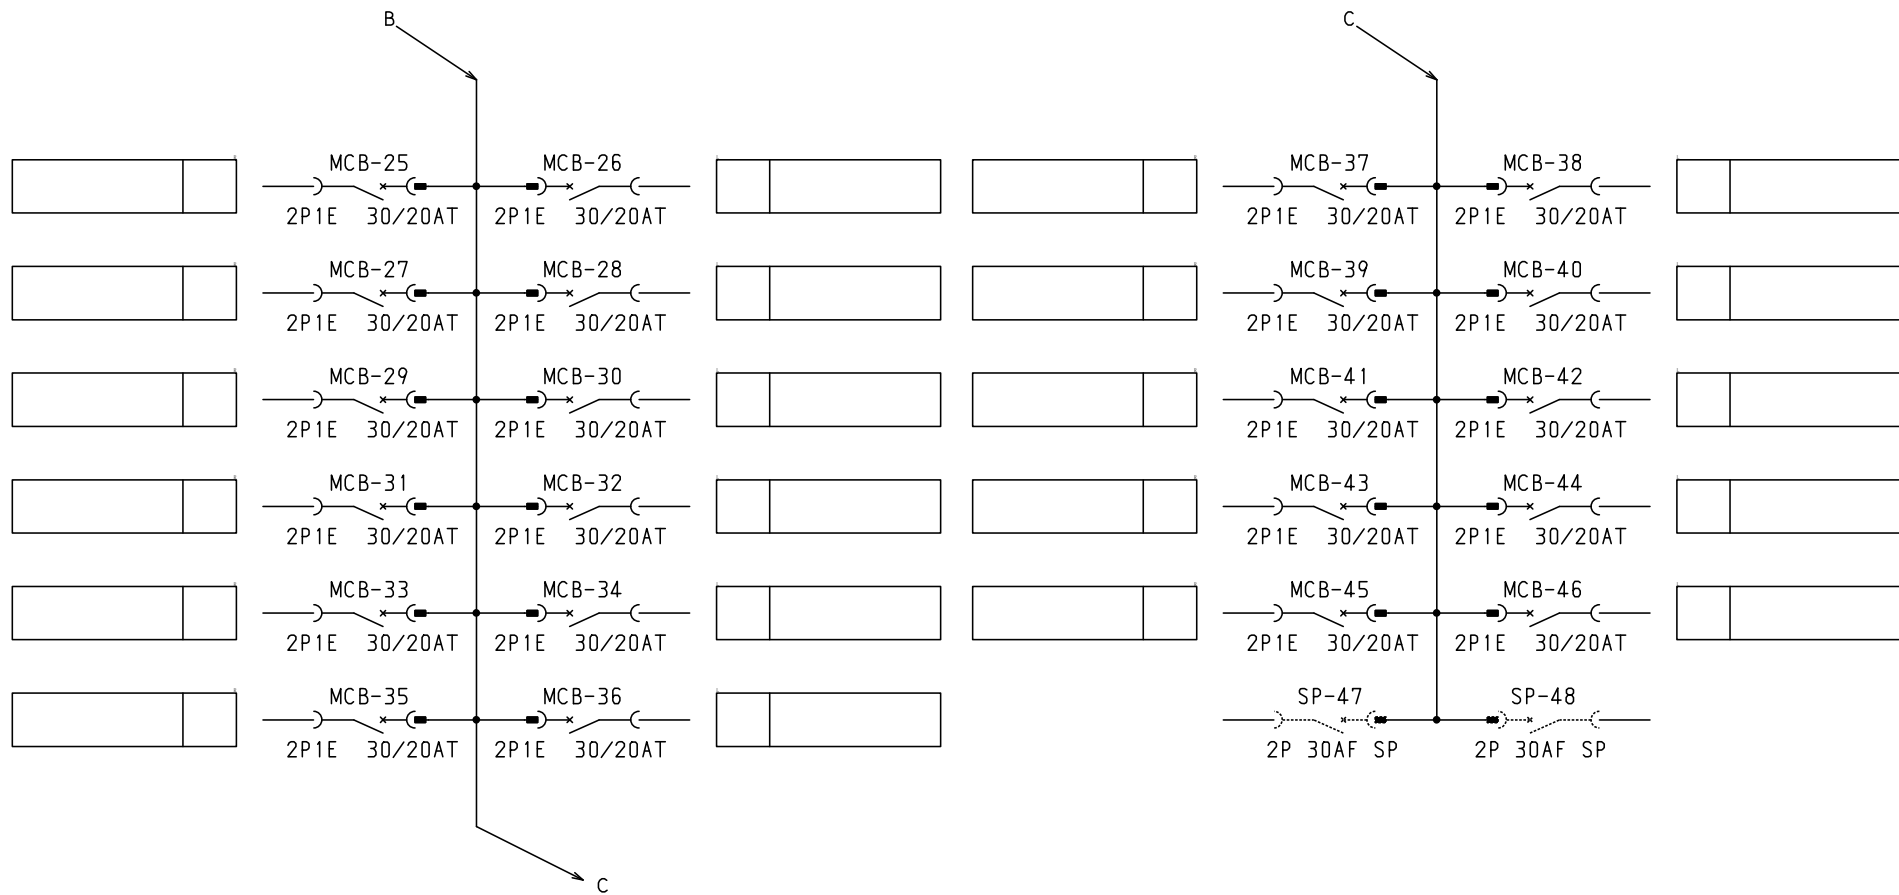 B
C
MCB-25 MCB-26 MCB-37 MCB-38
2P1E 30/20AT 2P1E 30/20AT 2P1E 30/20AT 2P1E 30/20AT
MCB-27 MCB-28 MCB-39 MCB-40
2P1E 30/20AT 2P1E 30/20AT 2P1E 30/20AT 2P1E 30/20AT
MCB-29 MCB-30 MCB-41 MCB-42
2P1E 30/20AT 2P1E 30/20AT 2P1E 30/20AT 2P1E 30/20AT
MCB-31 MCB-32 MCB-43 MCB-44
2P1E 30/20AT 2P1E 30/20AT 2P1E 30/20AT 2P1E 30/20AT
MCB-33 MCB-34 MCB-45 MCB-46
2P1E 30/20AT 2P1E 30/20AT 2P1E 30/20AT 2P1E 30/20AT
MCB-35 MCB-36 SP-47 SP-48
2P1E 30/20AT 2P1E 30/20AT 2P 30AF SP 2P 30AF SP
C